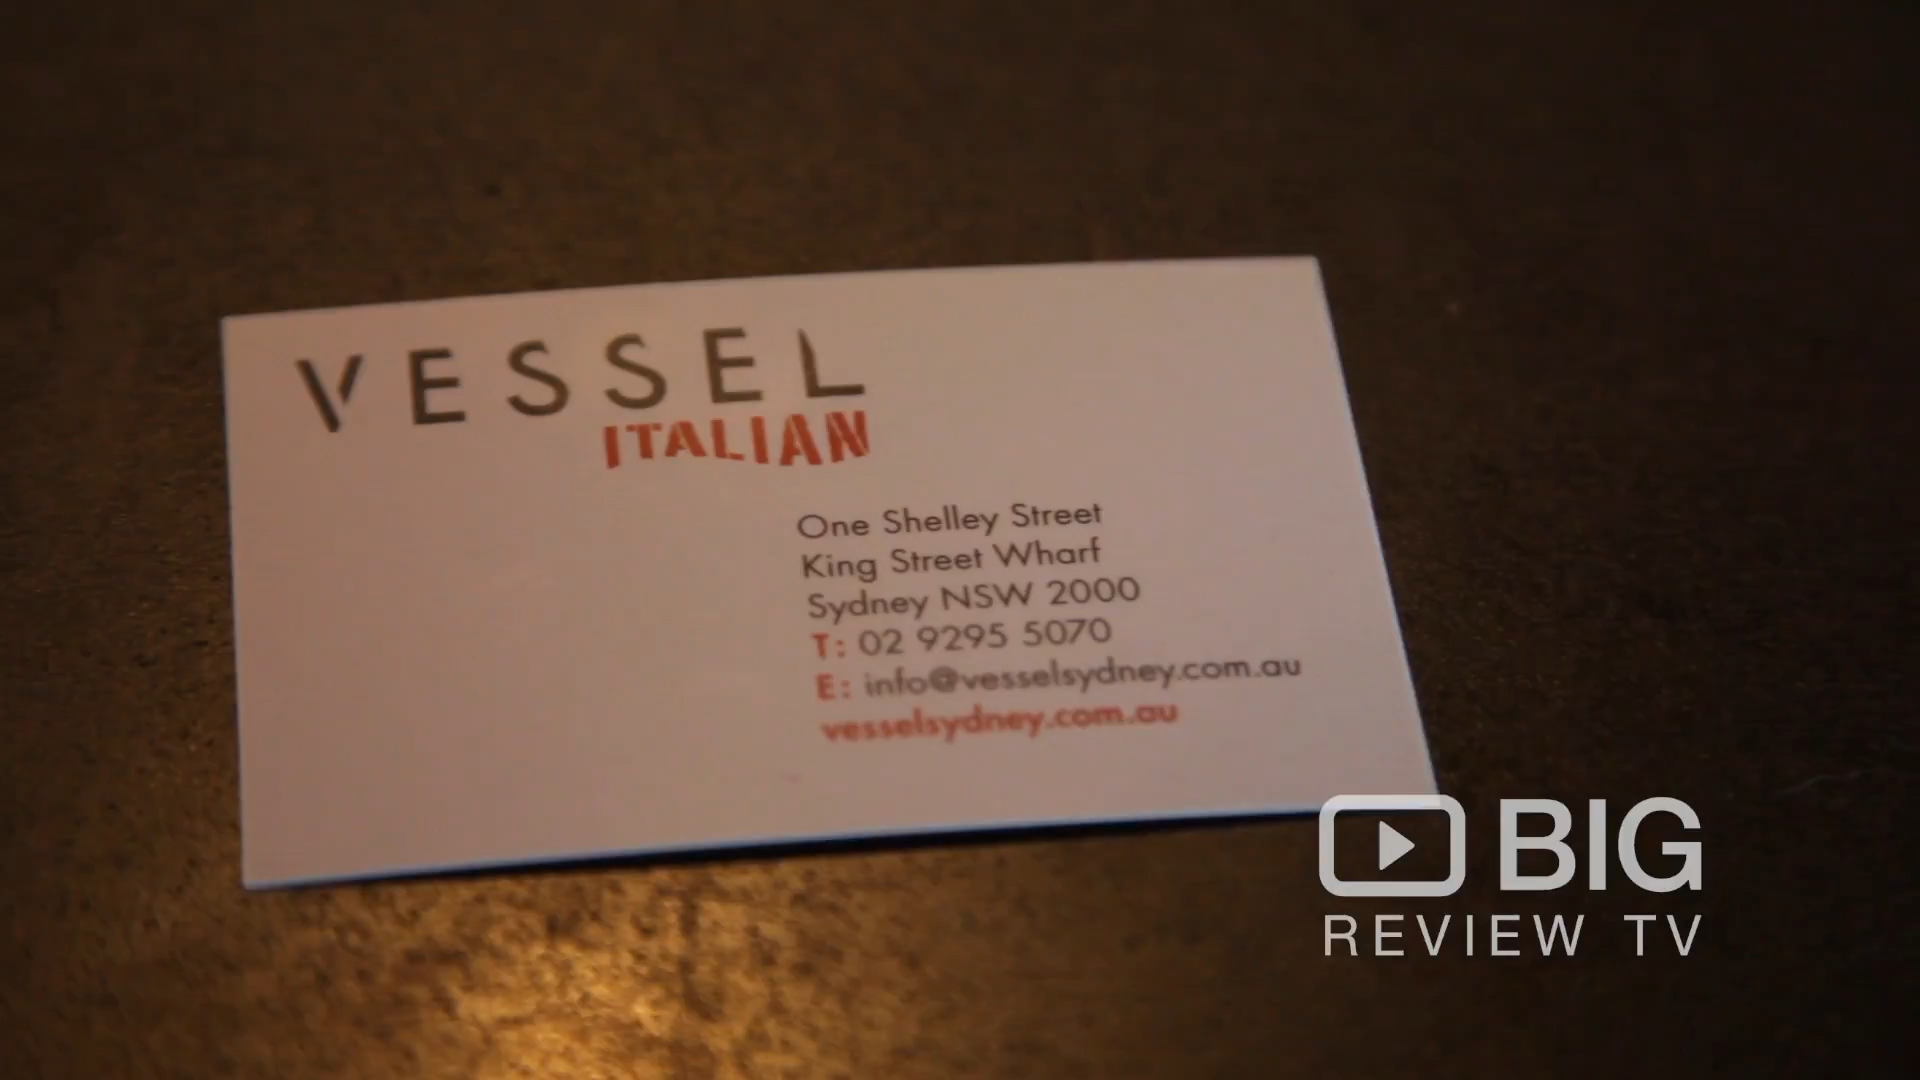 VESSEL
ITALIAN
One Shelley Street
King Street Wharf
Sydney NSW 2000
T: 02 9295 5070
E: info@vesselsydney.com.au
vesselsydney.com.au
BIG
REVIEW TV